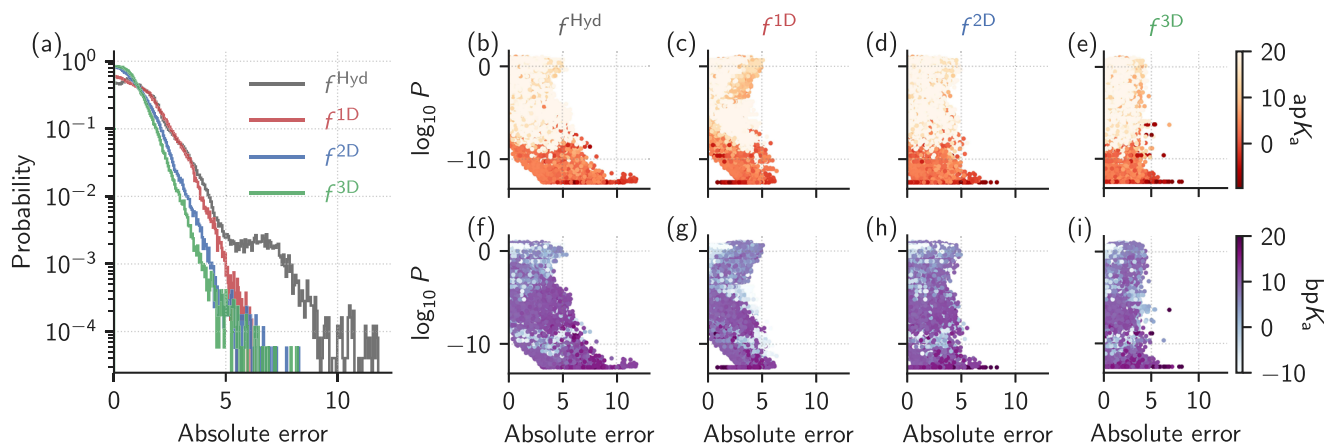 (a)
Probability
10^0
10^-1
10^-2
10^-3
10^-4
f^Hyd
f^1D
f^2D
f^3D
0 5 10
Absolute error
f^Hyd f^1D f^2D f^3D
(b) (c) (d) (e)
log10 P
0
−10
20
10
0
apKa
(f) (g) (h) (i)
log10 P
0
−10
20
10
0
−10
bpKa
0 5 10 0 5 10 0 5 10 0 5 10
Absolute error Absolute error Absolute error Absolute error